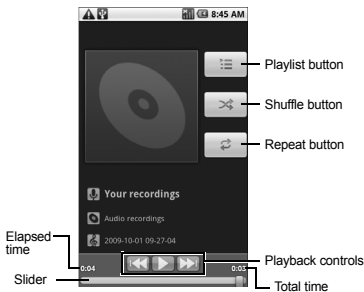 8:45 AM
Playlist button
Shuffle button
Repeat button
Your recordings
Audio recordings
2009-10-01 09-27-04
Elapsed
time
Playback controls
0:04
0:03
Slider
Total time